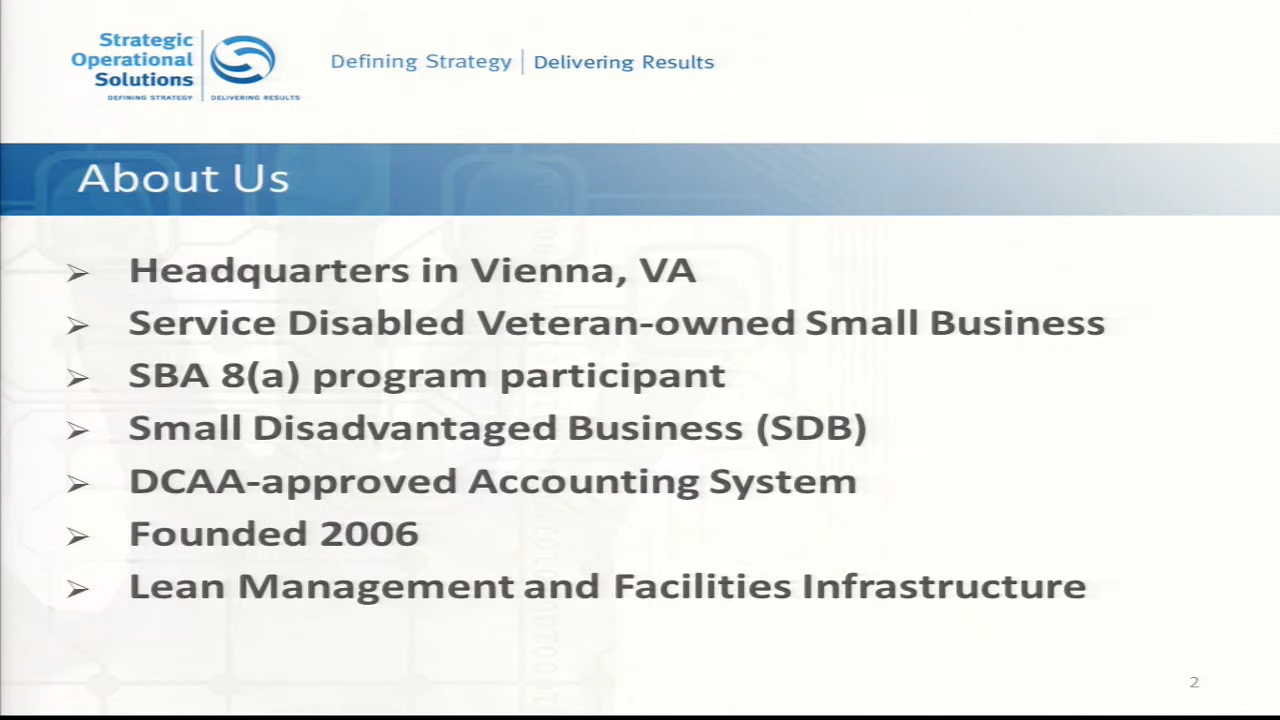 Strategic
Operational
Solutions
DEFINING STRATEGY | DELIVERING RESULTS
Defining Strategy | Delivering Results
About Us
➢ Headquarters in Vienna, VA
➢ Service Disabled Veteran-owned Small Business
➢ SBA 8(a) program participant
➢ Small Disadvantaged Business (SDB)
➢ DCAA-approved Accounting System
➢ Founded 2006
➢ Lean Management and Facilities Infrastructure
2